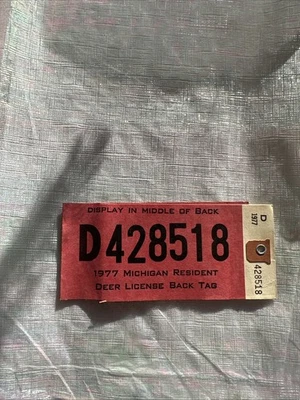 Display in Middle of Back
D428518
1977 Michigan Resident
Deer License Back Tag
D
1977
428518